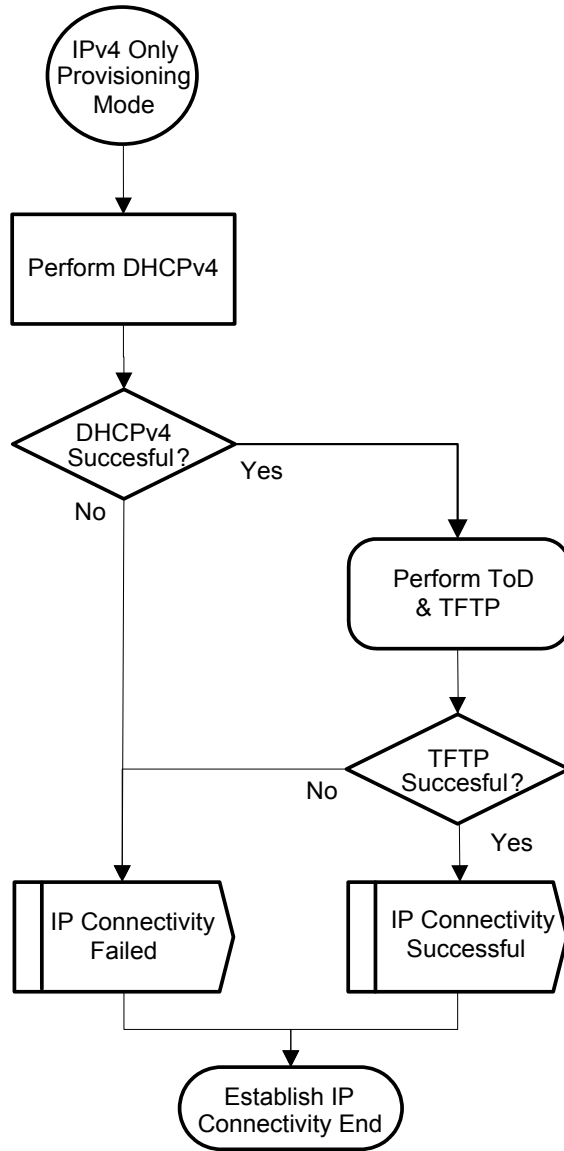 IPv4 Only
Provisioning
Mode
Perform DHCPv4
DHCPv4
Succesful?
Yes
No
Perform ToD
& TFTP
TFTP
Succesful?
No
Yes
IP Connectivity
Failed
IP Connectivity
Successful
Establish IP
Connectivity End